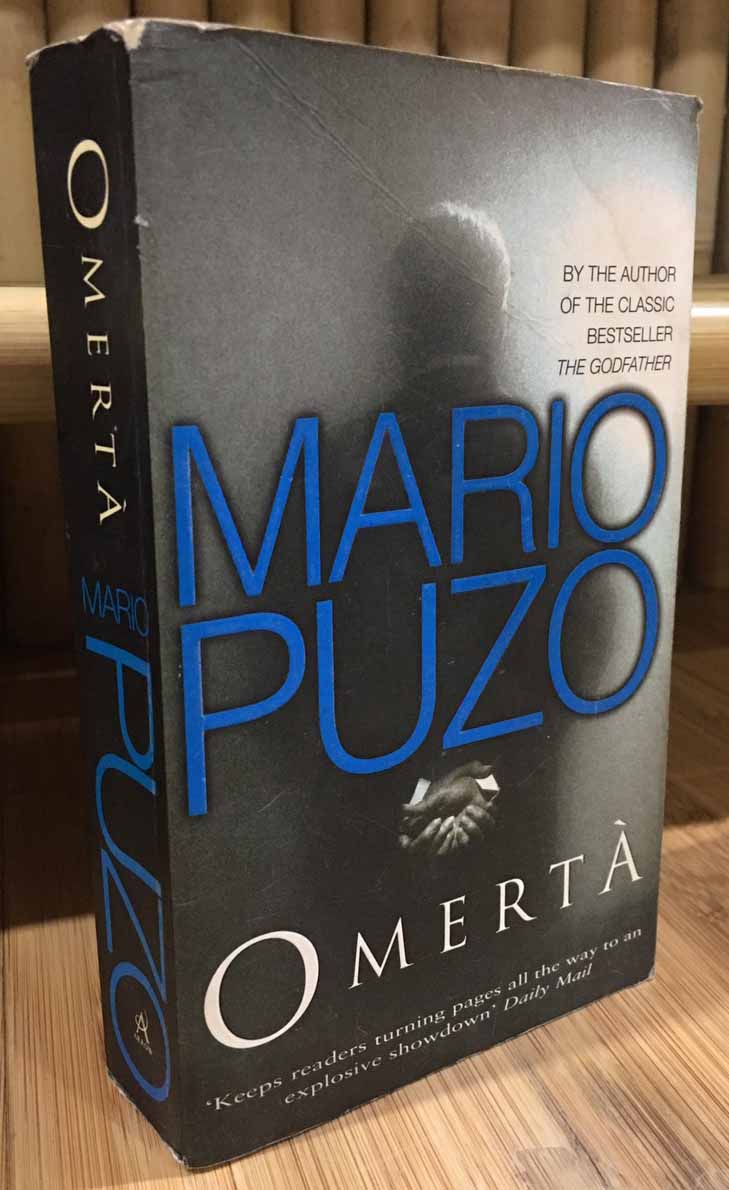 OMERTÀ
MARIO
PUZO
ARROW
BY THE AUTHOR
OF THE CLASSIC
BESTSELLER
THE GODFATHER
MARIO
PUZO
OMERTÀ
‘Keeps readers turning pages all the way to an
explosive showdown’ Daily Mail